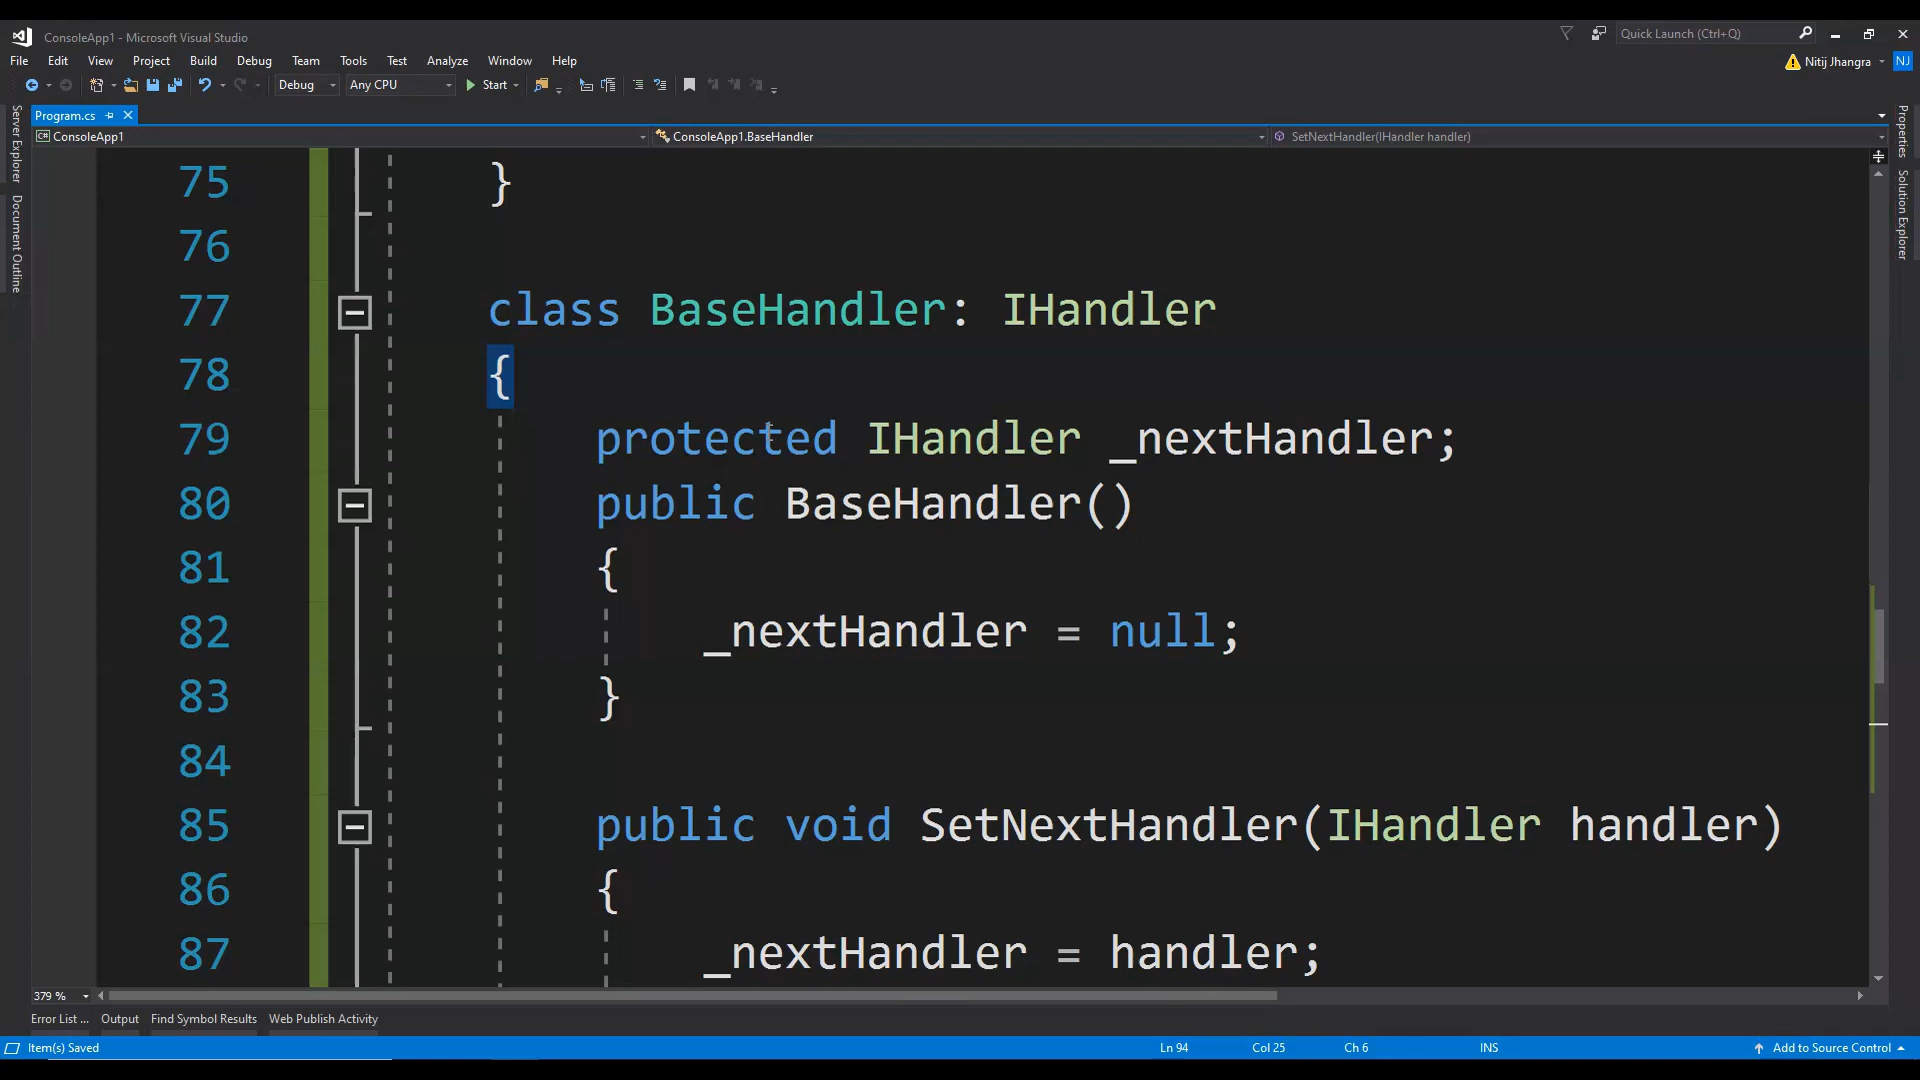 ConsoleApp1 - Microsoft Visual Studio
Quick Launch (Ctrl+Q)
File Edit View Project Build Debug Team Tools Test Analyze Window Help
Nitij Jhangra NJ
Debug Any CPU Start
Program.cs
C# ConsoleApp1 ConsoleApp1.BaseHandler SetNextHandler(IHandler handler)
Server Explorer
Document Outline
Properties
Solution Explorer
75 }
76
77 class BaseHandler: IHandler
78 {
79 protected IHandler _nextHandler;
80 public BaseHandler()
81 {
82 _nextHandler = null;
83 }
84
85 public void SetNextHandler(IHandler handler)
86 {
87 _nextHandler = handler;
379 %
Error List ... Output Find Symbol Results Web Publish Activity
Item(s) Saved Ln 94 Col 25 Ch 6 INS Add to Source Control